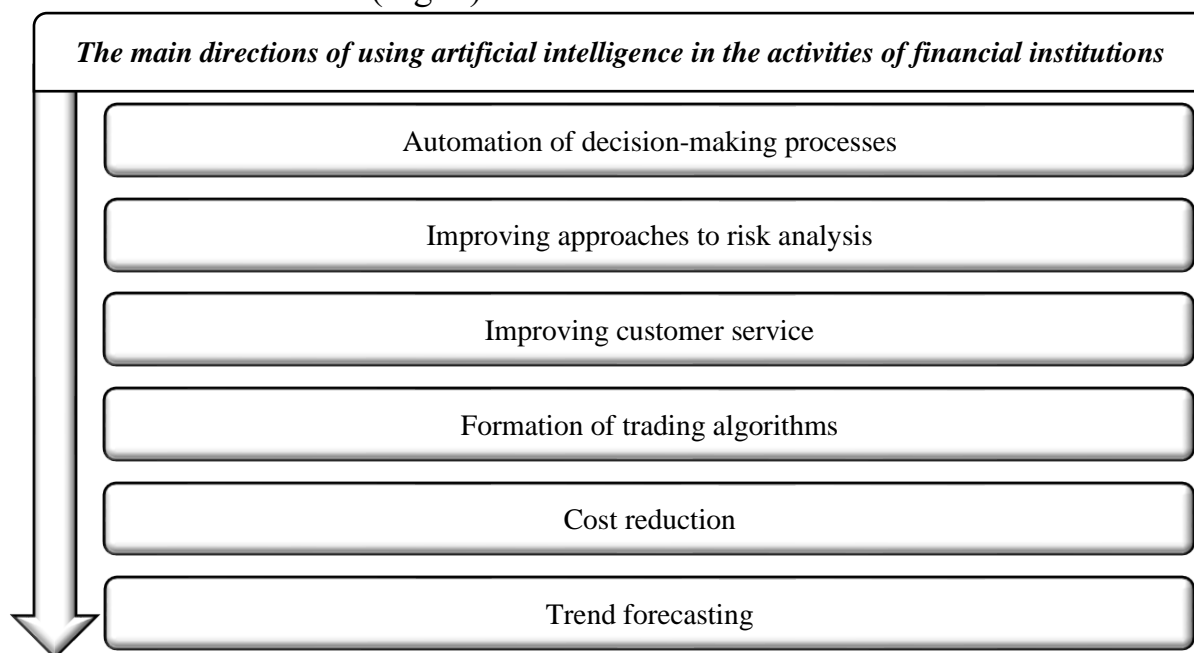 The main directions of using artificial intelligence in the activities of financial institutions
Automation of decision-making processes
Improving approaches to risk analysis
Improving customer service
Formation of trading algorithms
Cost reduction
Trend forecasting